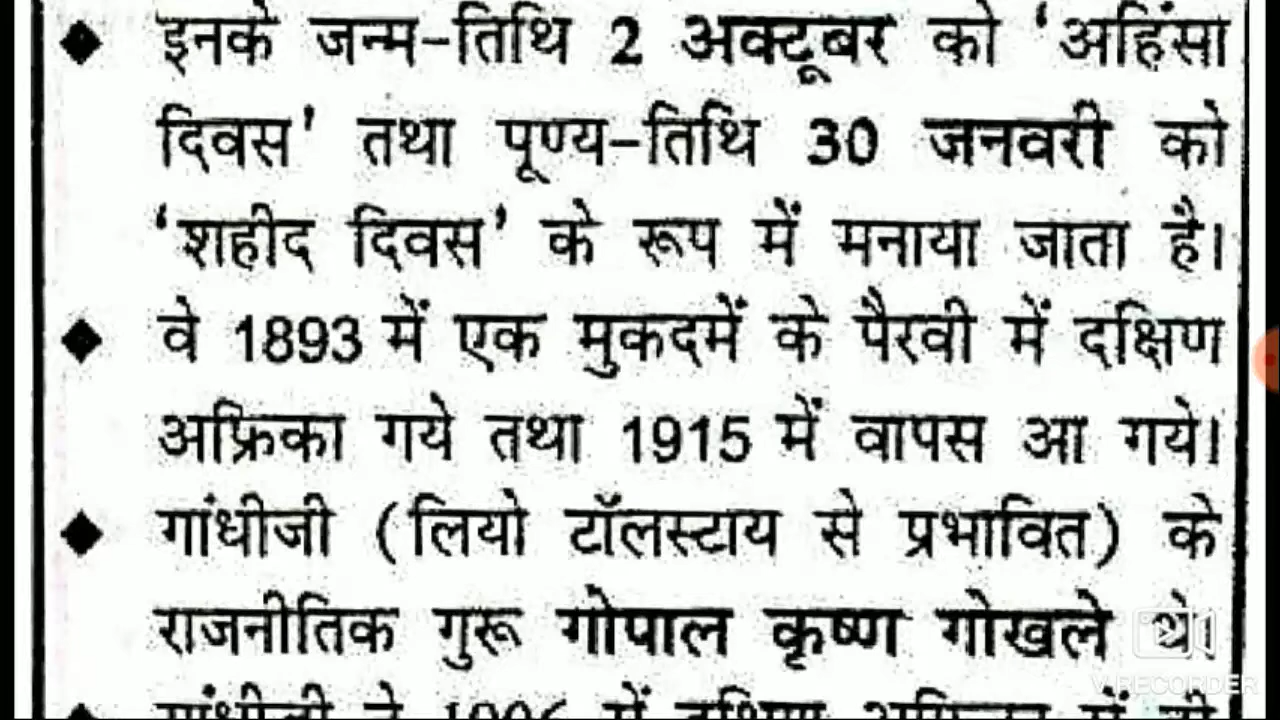 ◆ इनके जन्म-तिथि 2 अक्टूबर को ‘अहिंसा
दिवस’ तथा पूण्य-तिथि 30 जनवरी को
‘शहीद दिवस’ के रूप में मनाया जाता है।
◆ वे 1893 में एक मुकदमें के पैरवी में दक्षिण
अफ्रिका गये तथा 1915 में वापस आ गये।
◆ गांधीजी (लियो टॉलस्टाय से प्रभावित) के
राजनीतिक गुरू गोपाल कृष्ण गोखले थे।
VRECORDER